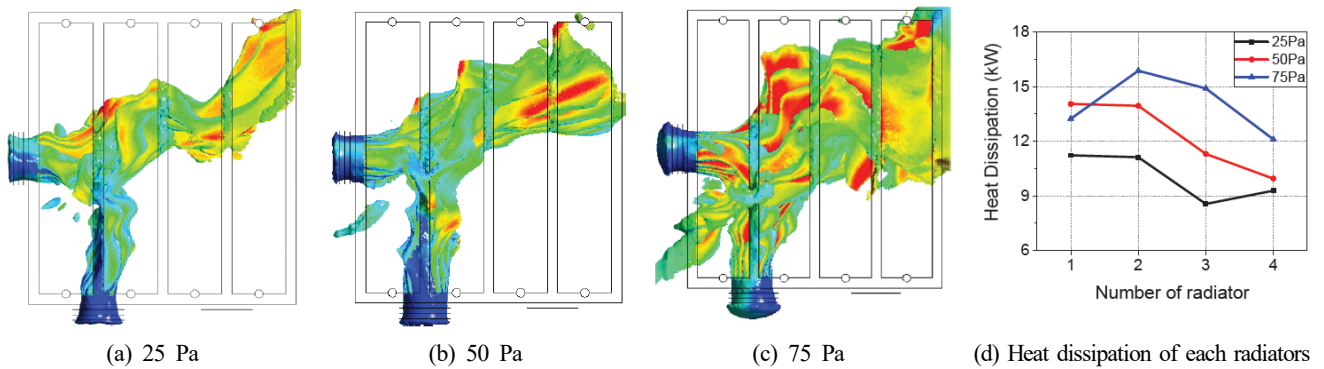 18
15
12
9
6
Heat Dissipation (kW)
25Pa
50Pa
75Pa
1 2 3 4
Number of radiator
(a) 25 Pa
(b) 50 Pa
(c) 75 Pa
(d) Heat dissipation of each radiators